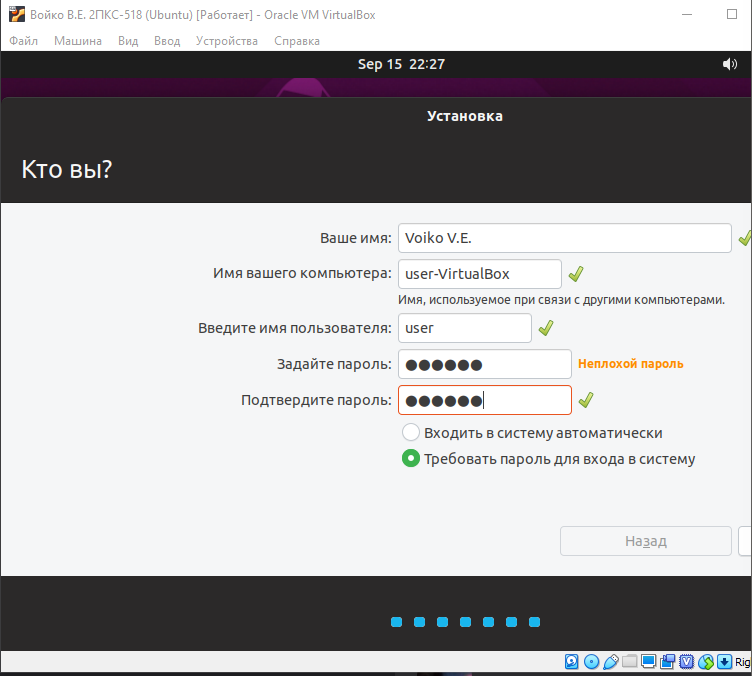 Войко В.Е. 2ПКС-518 (Ubuntu) [Работает] - Oracle VM VirtualBox
Файл Машина Вид Ввод Устройства Справка
Sep 15 22:27
Установка
Кто вы?
Ваше имя: Voiko V.E.
Имя вашего компьютера: user-VirtualBox
Имя, используемое при связи с другими компьютерами.
Введите имя пользователя: user
Задайте пароль: ●●●●●● Неплохой пароль
Подтвердите пароль: ●●●●●●
Входить в систему автоматически
Требовать пароль для входа в систему
Назад
Rig